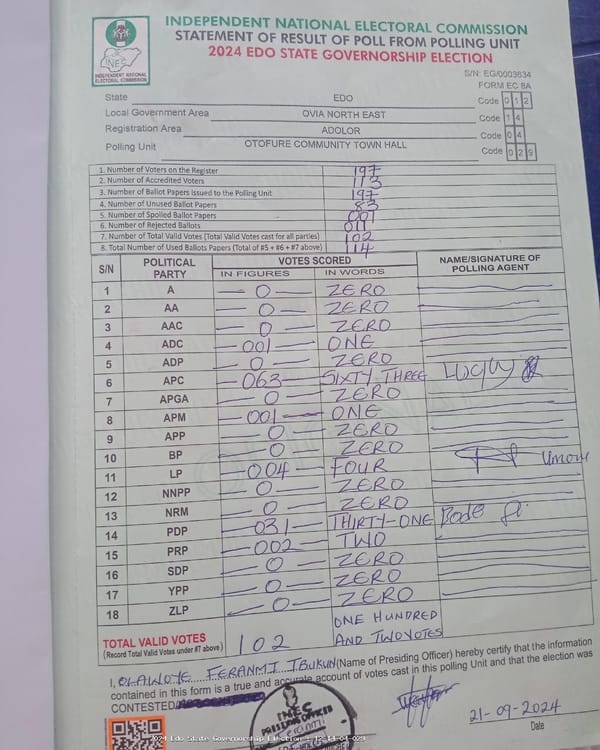 INDEPENDENT NATIONAL ELECTORAL COMMISSION
STATEMENT OF RESULT OF POLL FROM POLLING UNIT
2024 EDO STATE GOVERNORSHIP ELECTION
INEC
INDEPENDENT NATIONAL
ELECTORAL COMMISSION
S/N: EG/0003634
FORM EC 8A
State EDO Code 0 1 2
Local Government Area OVIA NORTH EAST Code 1 4
Registration Area ADOLOR Code 0 4
Polling Unit OTOFURE COMMUNITY TOWN HALL Code 0 2 9
1. Number of Voters on the Register 197
2. Number of Accredited Voters 113
3. Number of Ballot Papers issued to the Polling Unit 197
4. Number of Unused Ballot Papers 83
5. Number of Spoiled Ballot Papers 001
6. Number of Rejected Ballots 011
7. Number of Total Valid Votes (Total Valid Votes cast for all parties) 102
8. Total Number of Used Ballots Papers (Total of #5 + #6 + #7 above) 114
S/N POLITICAL PARTY VOTES SCORED NAME/SIGNATURE OF POLLING AGENT
IN FIGURES IN WORDS
1 A 0 ZERO
2 AA 0 ZERO
3 AAC 0 ZERO
4 ADC 001 ONE
5 ADP 0 ZERO
6 APC 063 SIXTY THREE Lucky
7 APGA 0 ZERO
8 APM 001 ONE
9 APP 0 ZERO
10 BP 0 ZERO
11 LP 004 FOUR
12 NNPP 0 ZERO
13 NRM 0 ZERO
14 PDP 031 THIRTY-ONE Bode
15 PRP 002 TWO
16 SDP 0 ZERO
17 YPP 0 ZERO
18 ZLP 0 ZERO
TOTAL VALID VOTES 102 ONE HUNDRED
(Record Total Valid Votes under #7 above) AND TWO VOTES
I, OLAWOYE FERANMI IBUKUN (Name of Presiding Officer) hereby certify that the information
contained in this form is a true and accurate account of votes cast in this polling Unit and that the election was
CONTESTED/
INEC
21-09-2024
Date
2024 Edo State Governorship Election - 12-14-04-029